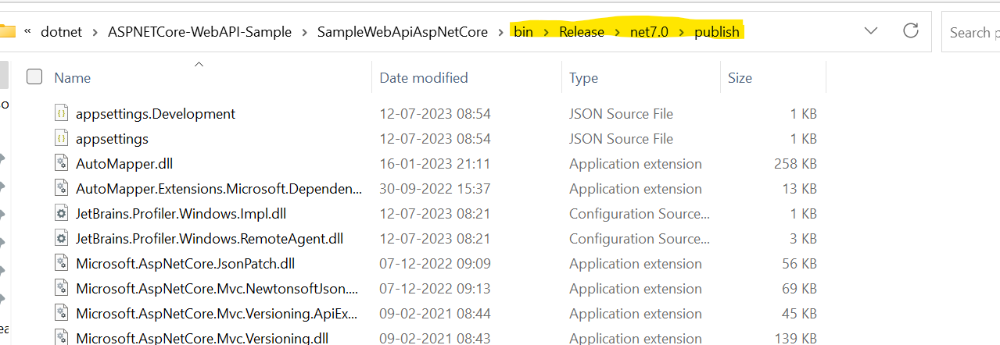 « dotnet > ASPNETCore-WebAPI-Sample > SampleWebApiAspNetCore > bin > Release > net7.0 > publish Search p
Name Date modified Type Size
appsettings.Development 12-07-2023 08:54 JSON Source File 1 KB
appsettings 12-07-2023 08:54 JSON Source File 1 KB
AutoMapper.dll 16-01-2023 21:11 Application extension 258 KB
AutoMapper.Extensions.Microsoft.Dependen... 30-09-2022 15:37 Application extension 13 KB
JetBrains.Profiler.Windows.Impl.dll 12-07-2023 08:21 Configuration Source... 1 KB
JetBrains.Profiler.Windows.RemoteAgent.dll 12-07-2023 08:21 Configuration Source... 3 KB
Microsoft.AspNetCore.JsonPatch.dll 07-12-2022 09:09 Application extension 56 KB
Microsoft.AspNetCore.Mvc.NewtonsoftJson.... 07-12-2022 09:13 Application extension 69 KB
Microsoft.AspNetCore.Mvc.Versioning.ApiEx... 09-02-2021 08:44 Application extension 45 KB
Microsoft.AspNetCore.Mvc.Versioning.dll 09-02-2021 08:43 Application extension 139 KB